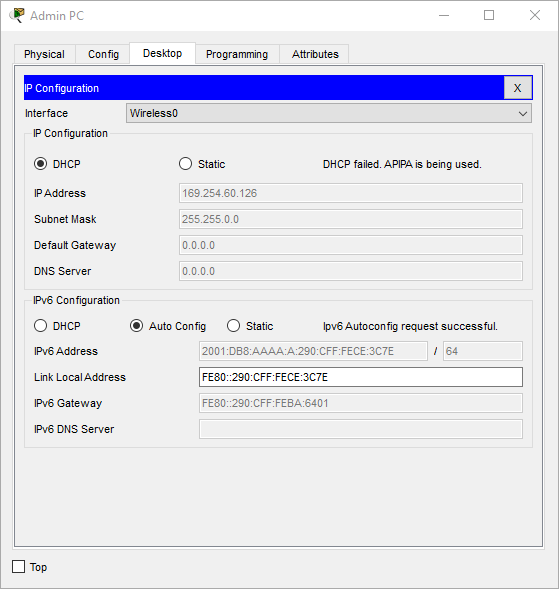 Admin PC
Physical Config Desktop Programming Attributes
IP Configuration X
Interface Wireless0
IP Configuration
DHCP Static DHCP failed. APIPA is being used.
IP Address 169.254.60.126
Subnet Mask 255.255.0.0
Default Gateway 0.0.0.0
DNS Server 0.0.0.0
IPv6 Configuration
DHCP Auto Config Static Ipv6 Autoconfig request successful.
IPv6 Address 2001:DB8:AAAA:A:290:CFF:FECE:3C7E / 64
Link Local Address FE80::290:CFF:FECE:3C7E
IPv6 Gateway FE80::290:CFF:FEBA:6401
IPv6 DNS Server
Top